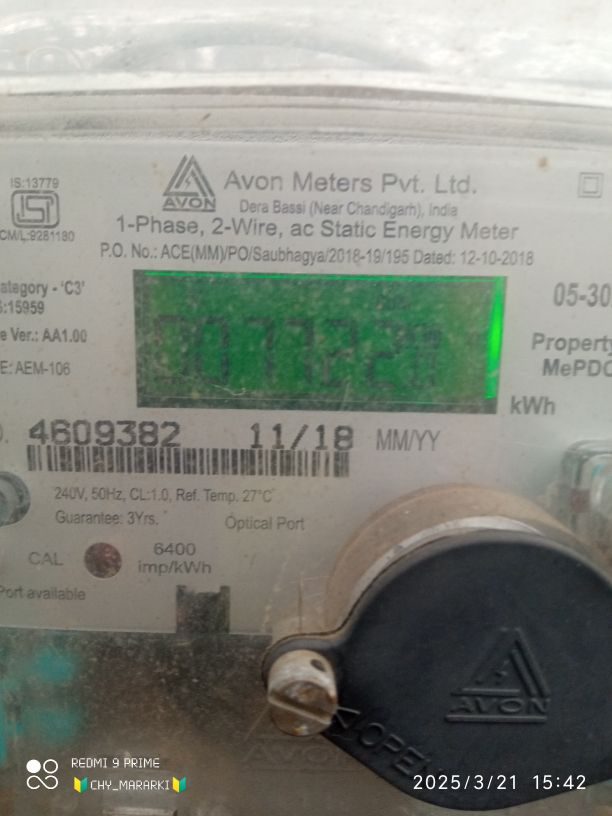 IS:13779
ISI
CM/L:9281180
AVON
Avon Meters Pvt. Ltd.
Dera Bassi (Near Chandigarh), India
1-Phase, 2-Wire, ac Static Energy Meter
P.O. No.: ACE(MM)/PO/Saubhagya/2018-19/195 Dated: 12-10-2018
ategory - 'C3'
S:15959
e Ver.: AA1.00
E: AEM-106
05-30
Property
MePDC
kWh
4609382 11/18 MM/YY
240V, 50Hz, CL:1.0, Ref. Temp. 27°C
Guarantee: 3Yrs.
Optical Port
CAL
6400
imp/kWh
Port available
AVON
OPEN
REDMI 9 PRIME
CHY_MARARKI
2025/3/21 15:42